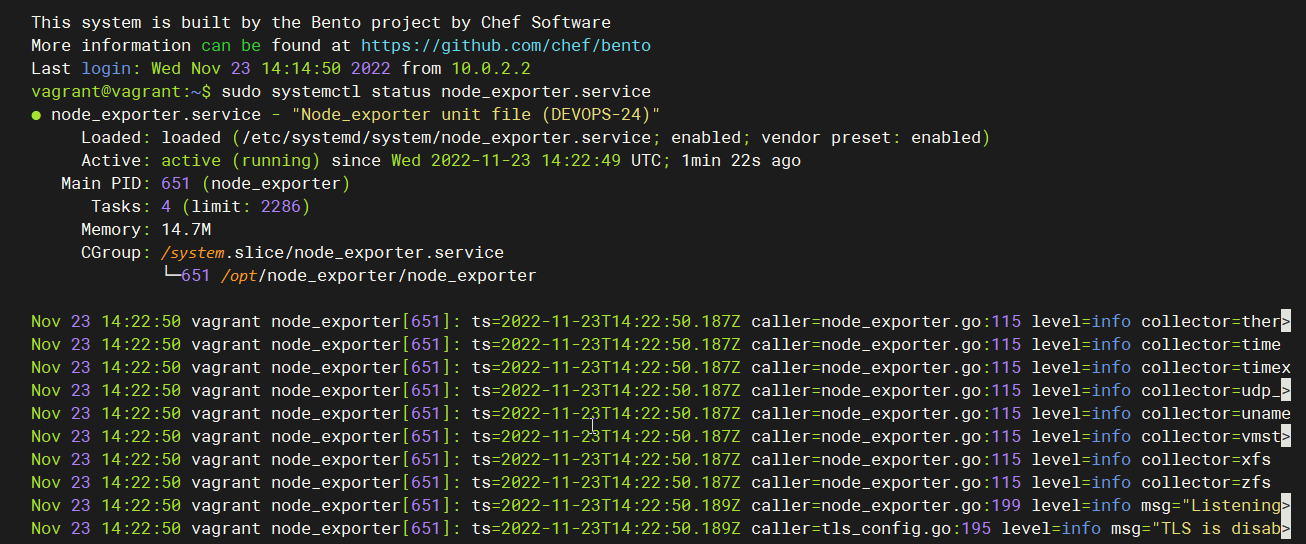 This system is built by the Bento project by Chef Software
More information can be found at https://github.com/chef/bento
Last login: Wed Nov 23 14:14:50 2022 from 10.0.2.2
vagrant@vagrant:~$ sudo systemctl status node_exporter.service
● node_exporter.service - "Node_exporter unit file (DEVOPS-24)"
     Loaded: loaded (/etc/systemd/system/node_exporter.service; enabled; vendor preset: enabled)
     Active: active (running) since Wed 2022-11-23 14:22:49 UTC; 1min 22s ago
   Main PID: 651 (node_exporter)
      Tasks: 4 (limit: 2286)
     Memory: 14.7M
     CGroup: /system.slice/node_exporter.service
             └─651 /opt/node_exporter/node_exporter
Nov 23 14:22:50 vagrant node_exporter[651]: ts=2022-11-23T14:22:50.187Z caller=node_exporter.go:115 level=info collector=ther>
Nov 23 14:22:50 vagrant node_exporter[651]: ts=2022-11-23T14:22:50.187Z caller=node_exporter.go:115 level=info collector=time
Nov 23 14:22:50 vagrant node_exporter[651]: ts=2022-11-23T14:22:50.187Z caller=node_exporter.go:115 level=info collector=timex
Nov 23 14:22:50 vagrant node_exporter[651]: ts=2022-11-23T14:22:50.187Z caller=node_exporter.go:115 level=info collector=udp_>
Nov 23 14:22:50 vagrant node_exporter[651]: ts=2022-11-23T14:22:50.187Z caller=node_exporter.go:115 level=info collector=uname
Nov 23 14:22:50 vagrant node_exporter[651]: ts=2022-11-23T14:22:50.187Z caller=node_exporter.go:115 level=info collector=vmst>
Nov 23 14:22:50 vagrant node_exporter[651]: ts=2022-11-23T14:22:50.187Z caller=node_exporter.go:115 level=info collector=xfs
Nov 23 14:22:50 vagrant node_exporter[651]: ts=2022-11-23T14:22:50.187Z caller=node_exporter.go:115 level=info collector=zfs
Nov 23 14:22:50 vagrant node_exporter[651]: ts=2022-11-23T14:22:50.189Z caller=node_exporter.go:199 level=info msg="Listening>
Nov 23 14:22:50 vagrant node_exporter[651]: ts=2022-11-23T14:22:50.189Z caller=tls_config.go:195 level=info msg="TLS is disab>